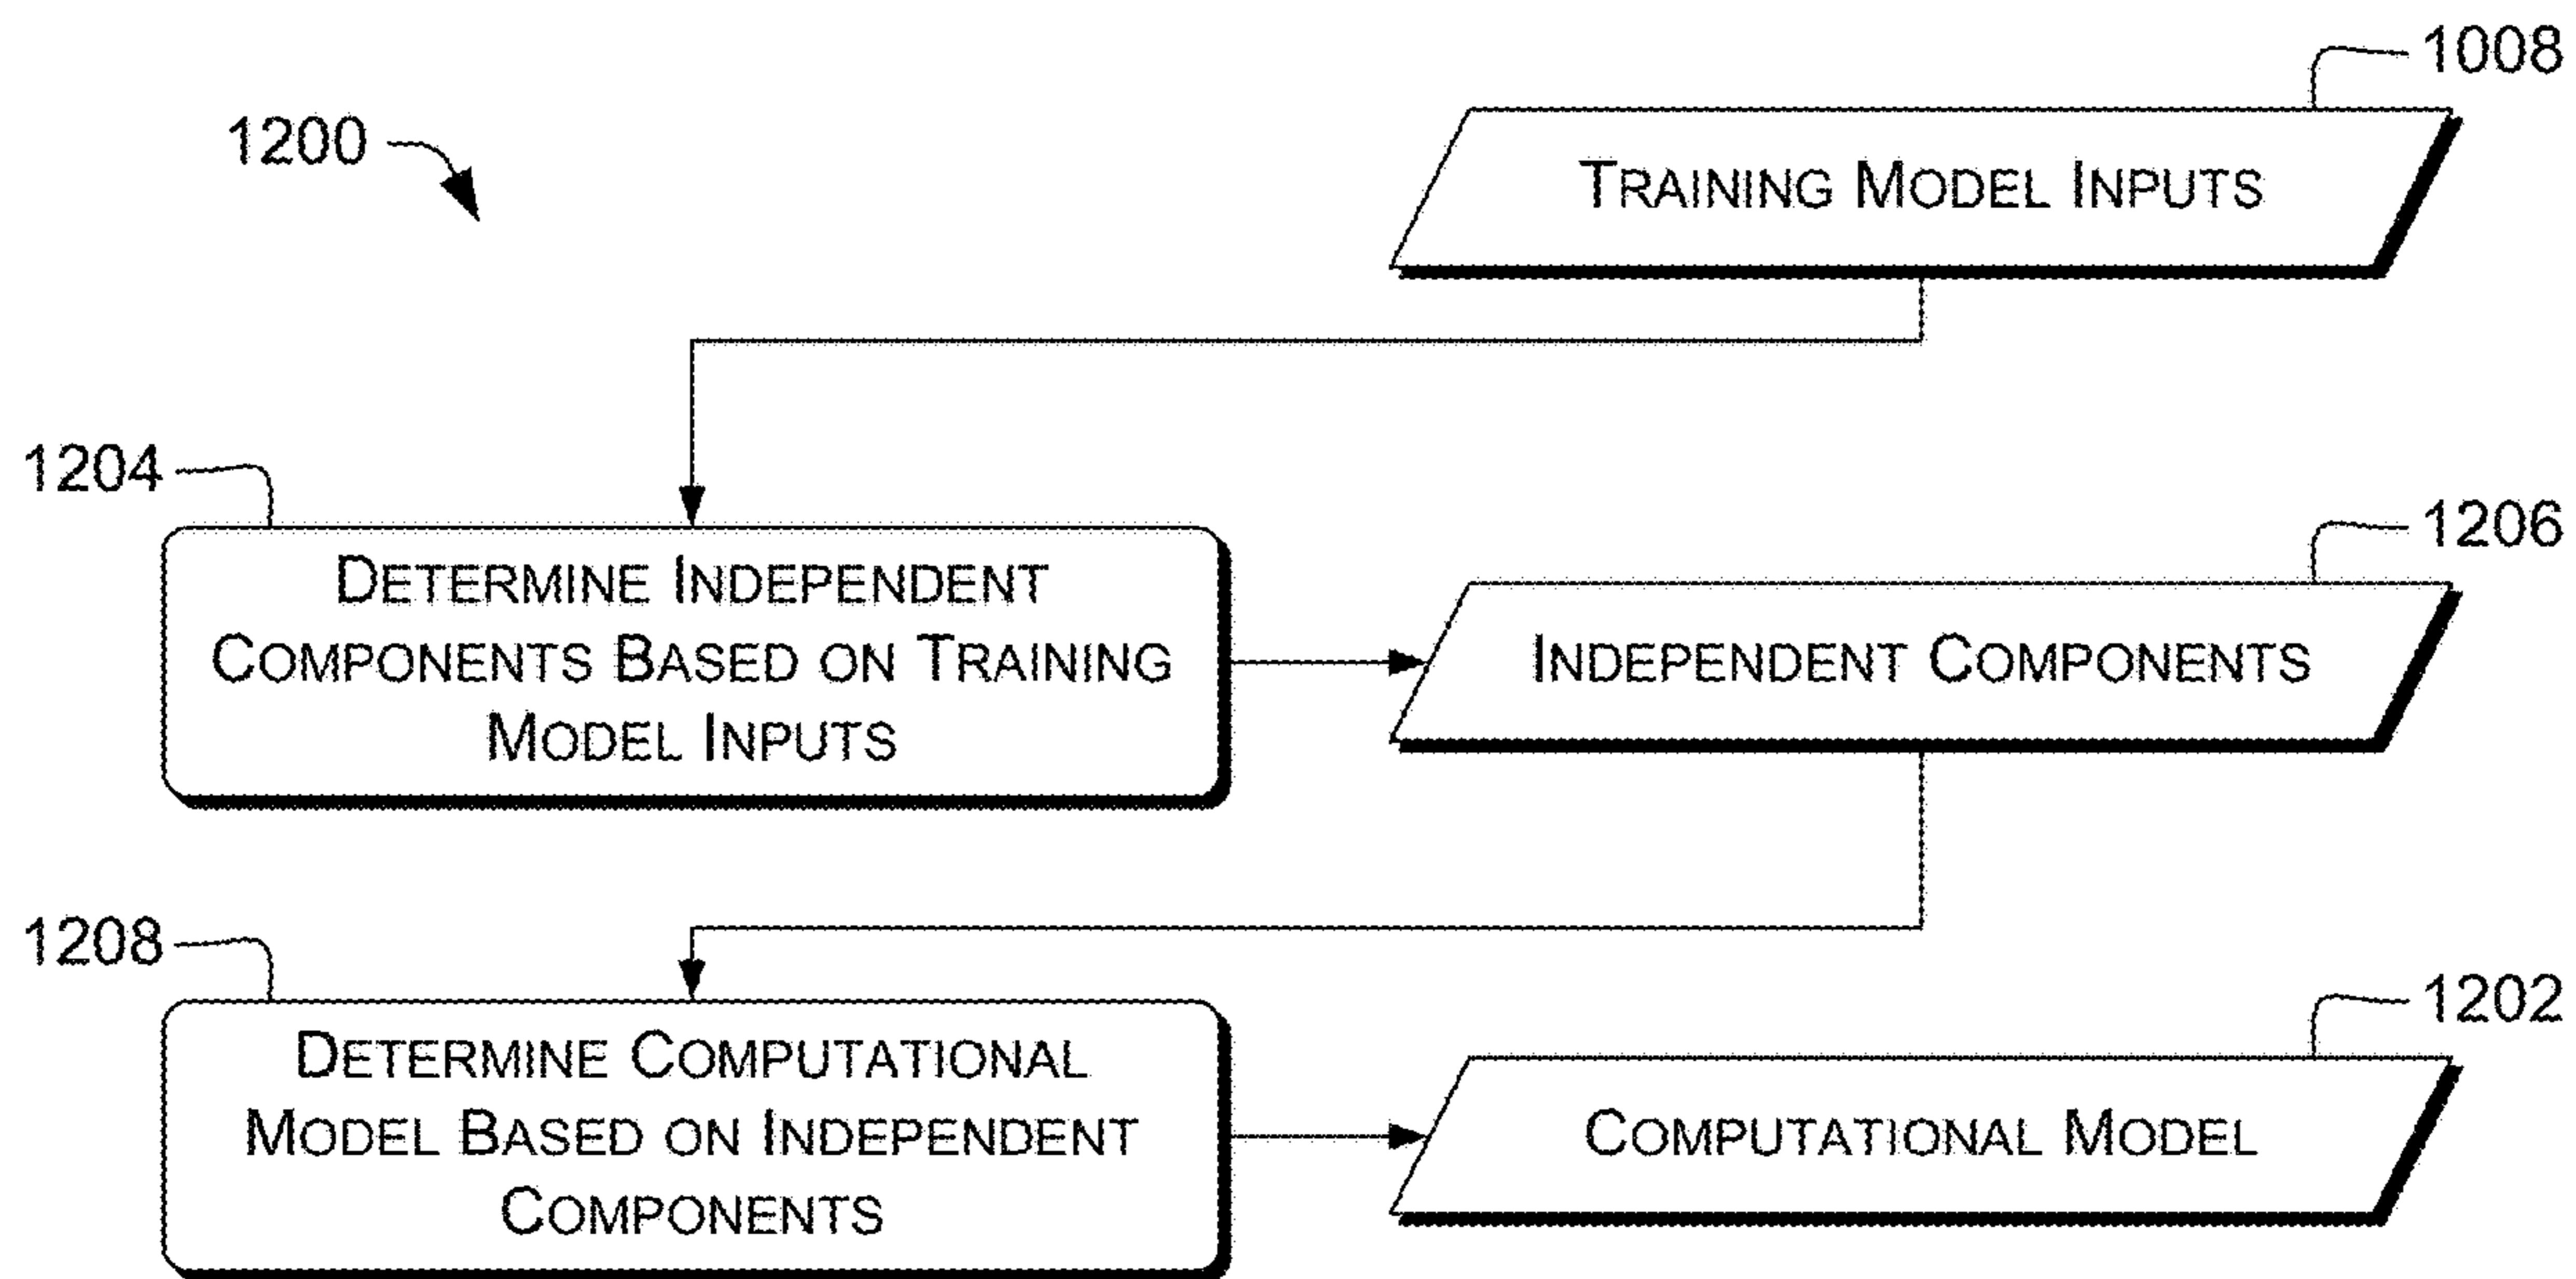 1008
1200
TRAINING MODEL INPUTS
1204
1206
DETERMINE INDEPENDENT
COMPONENTS BASED ON TRAINING
MODEL INPUTS
INDEPENDENT COMPONENTS
1208
1202
DETERMINE COMPUTATIONAL
MODEL BASED ON INDEPENDENT
COMPONENTS
COMPUTATIONAL MODEL